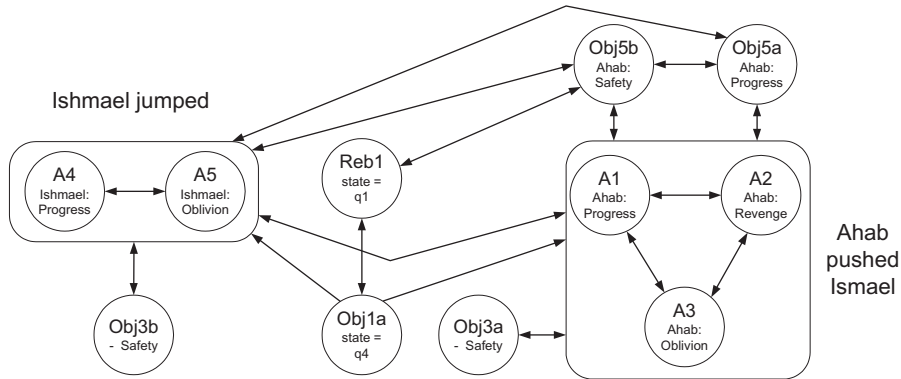 Obj5b
Ahab:
Safety
Obj5a
Ahab:
Progress
Ishmael jumped
A4
Ishmael:
Progress
A5
Ishmael:
Oblivion
Reb1
state =
q1
A1
Ahab:
Progress
A2
Ahab:
Revenge
Ahab
pushed
Ismael
A3
Ahab:
Oblivion
Obj3b
- Safety
Obj1a
state =
q4
Obj3a
- Safety